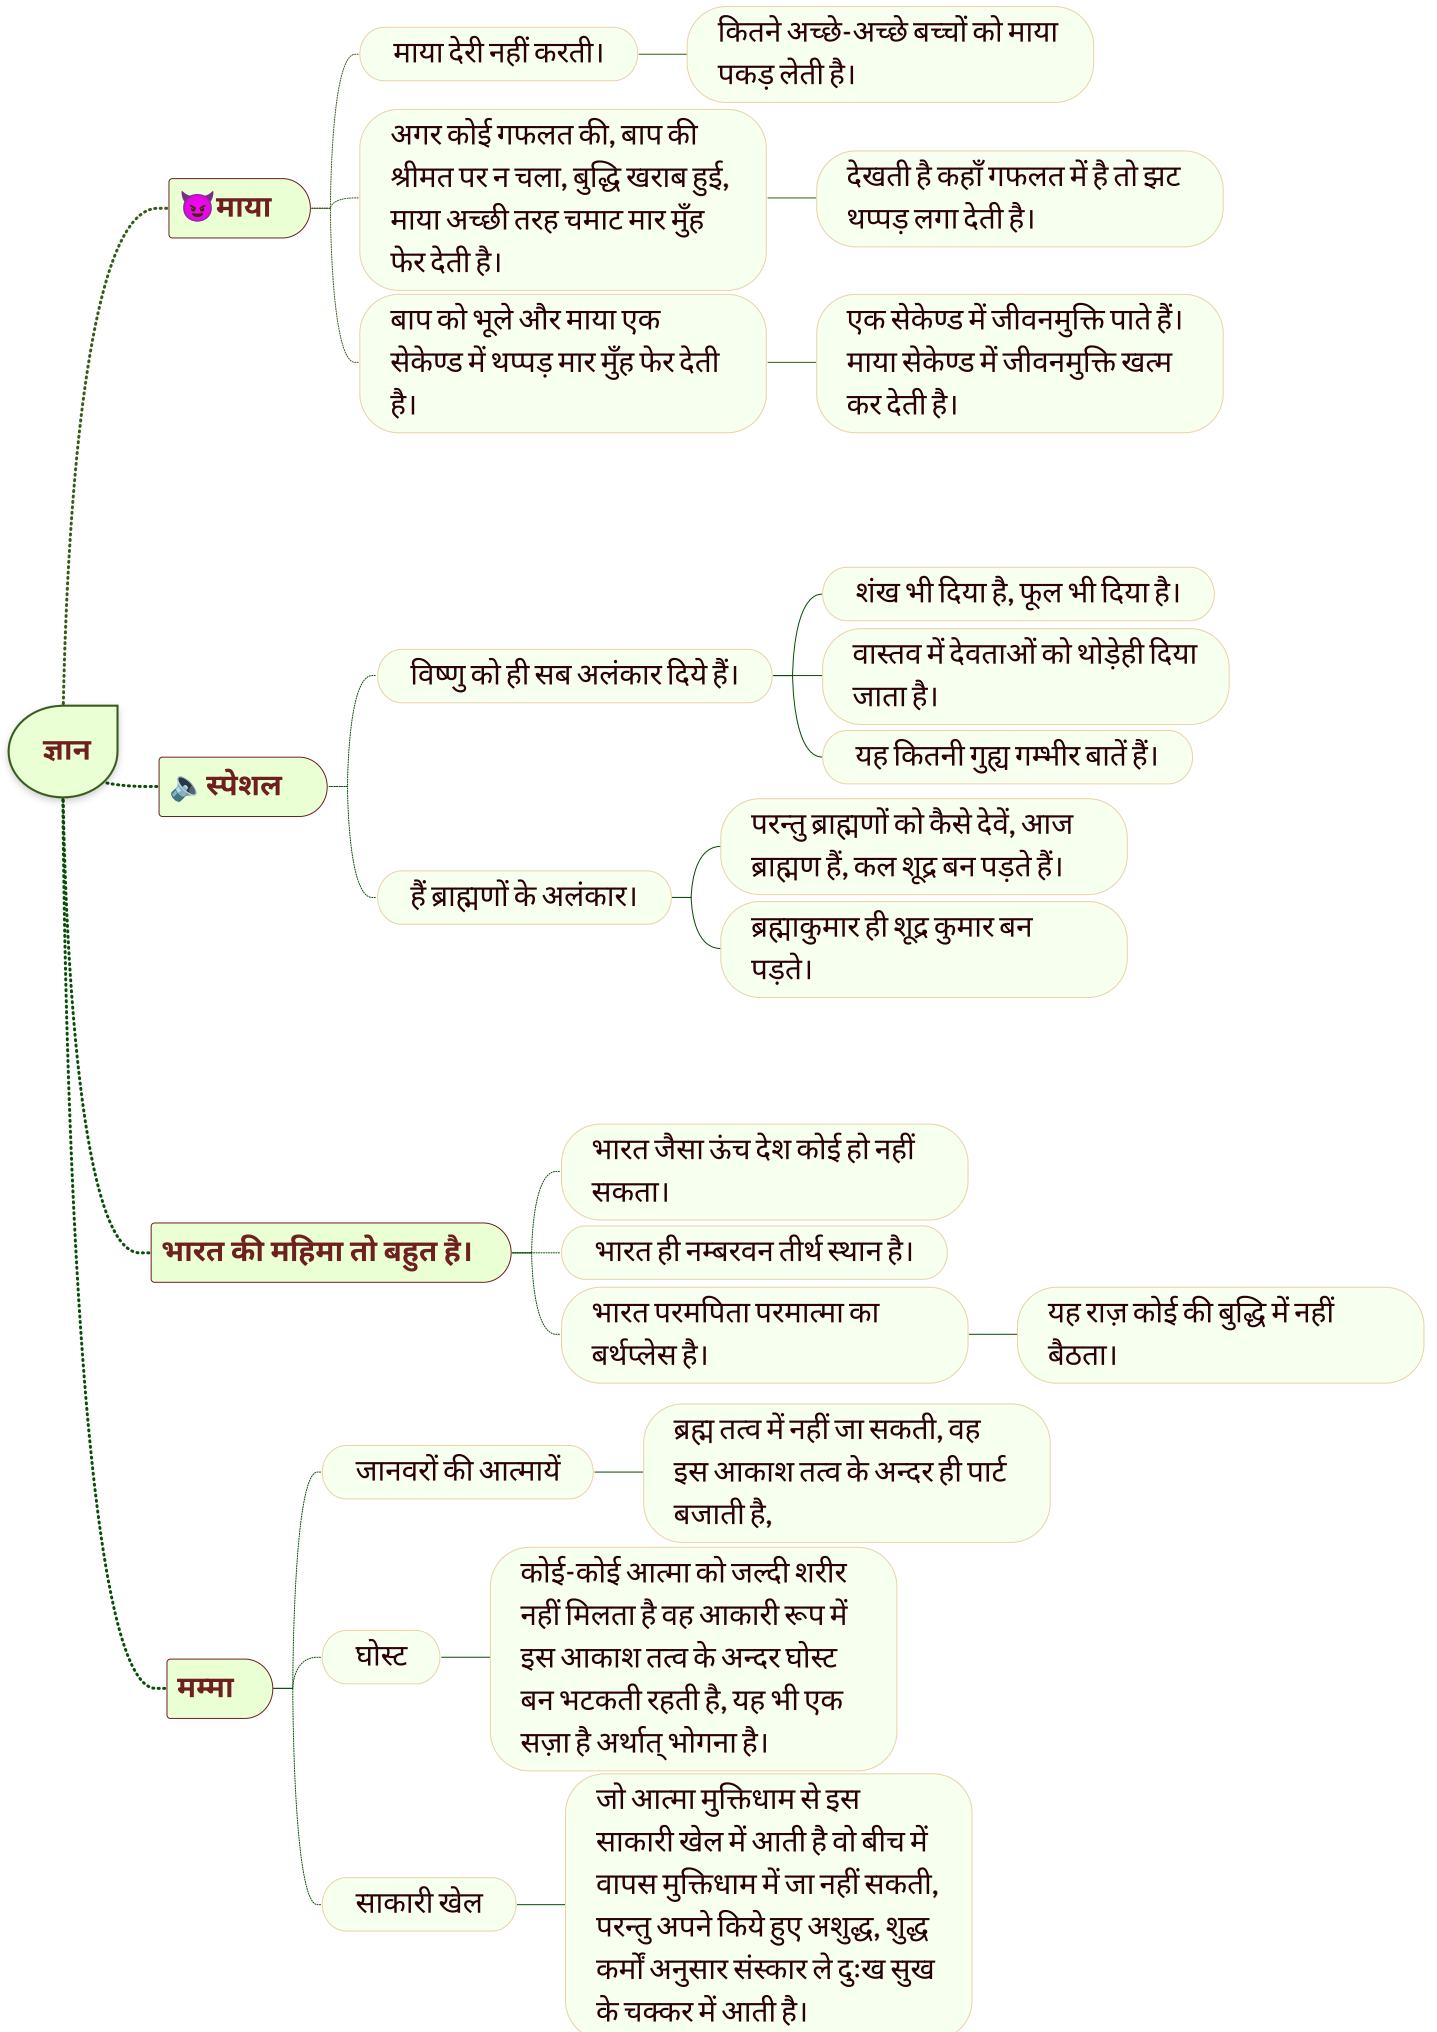 ज्ञान
😈माया
माया देरी नहीं करती।
कितने अच्छे-अच्छे बच्चों को माया
पकड़ लेती है।
अगर कोई गफलत की, बाप की
श्रीमत पर न चला, बुद्धि खराब हुई,
माया अच्छी तरह चमाट मार मुँह
फेर देती है।
देखती है कहाँ गफलत में है तो झट
थप्पड़ लगा देती है।
बाप को भूले और माया एक
सेकेण्ड में थप्पड़ मार मुँह फेर देती
है।
एक सेकेण्ड में जीवनमुक्ति पाते हैं।
माया सेकेण्ड में जीवनमुक्ति खत्म
कर देती है।
🔈 स्पेशल
विष्णु को ही सब अलंकार दिये हैं।
शंख भी दिया है, फूल भी दिया है।
वास्तव में देवताओं को थोड़ेही दिया
जाता है।
यह कितनी गुह्य गम्भीर बातें हैं।
हैं ब्राह्मणों के अलंकार।
परन्तु ब्राह्मणों को कैसे देवें, आज
ब्राह्मण हैं, कल शूद्र बन पड़ते हैं।
ब्रह्माकुमार ही शूद्र कुमार बन
पड़ते।
भारत की महिमा तो बहुत है।
भारत जैसा ऊंच देश कोई हो नहीं
सकता।
भारत ही नम्बरवन तीर्थ स्थान है।
भारत परमपिता परमात्मा का
बर्थप्लेस है।
यह राज़ कोई की बुद्धि में नहीं
बैठता।
मम्मा
जानवरों की आत्मायें
ब्रह्म तत्व में नहीं जा सकती, वह
इस आकाश तत्व के अन्दर ही पार्ट
बजाती है,
घोस्ट
कोई-कोई आत्मा को जल्दी शरीर
नहीं मिलता है वह आकारी रूप में
इस आकाश तत्व के अन्दर घोस्ट
बन भटकती रहती है, यह भी एक
सज़ा है अर्थात् भोगना है।
साकारी खेल
जो आत्मा मुक्तिधाम से इस
साकारी खेल में आती है वो बीच में
वापस मुक्तिधाम में जा नहीं सकती,
परन्तु अपने किये हुए अशुद्ध, शुद्ध
कर्मों अनुसार संस्कार ले दुःख सुख
के चक्कर में आती है।